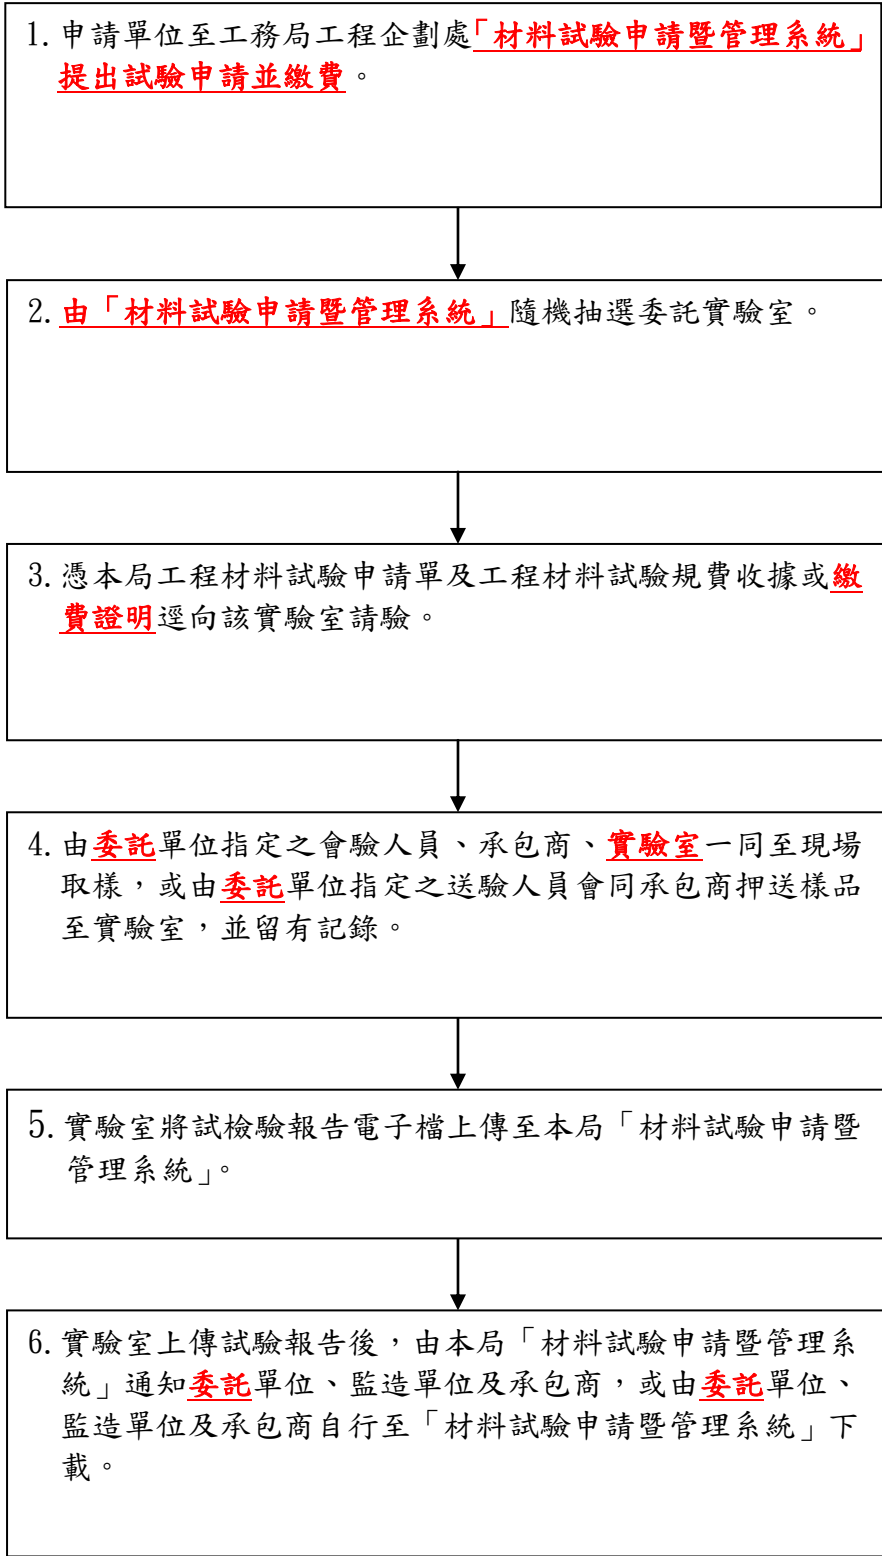 1. 申請單位至工務局工程企劃處「材料試驗申請暨管理系統」
提出試驗申請並繳費。
2. 由「材料試驗申請暨管理系統」隨機抽選委託實驗室。
3. 憑本局工程材料試驗申請單及工程材料試驗規費收據或繳
費證明逕向該實驗室請驗。
4. 由委託單位指定之會驗人員、承包商、實驗室一同至現場
取樣，或由委託單位指定之送驗人員會同承包商押送樣品
至實驗室，並留有記錄。
5. 實驗室將試檢驗報告電子檔上傳至本局「材料試驗申請暨
管理系統」。
6. 實驗室上傳試驗報告後，由本局「材料試驗申請暨管理系
統」通知委託單位、監造單位及承包商，或由委託單位、
監造單位及承包商自行至「材料試驗申請暨管理系統」下
載。